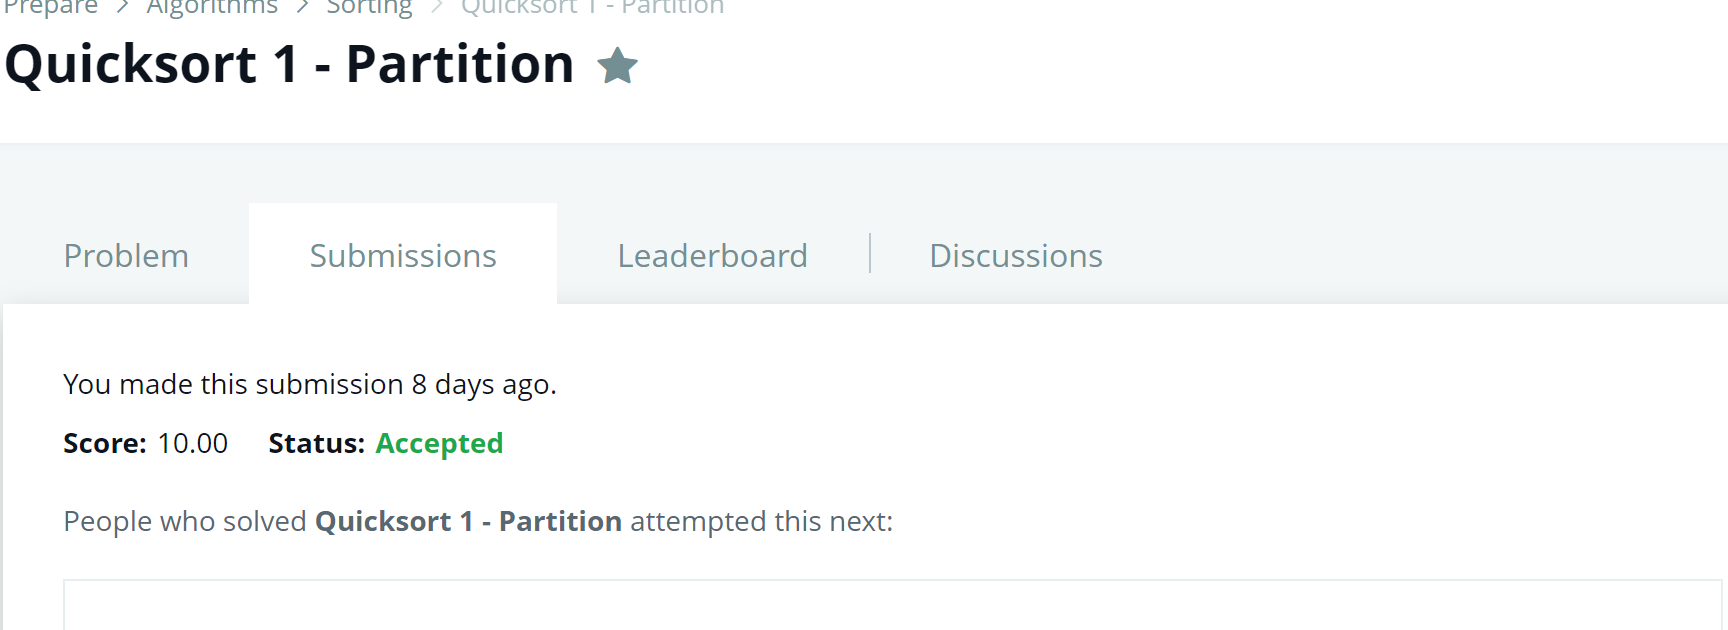 Prepare > Algorithms > Sorting > Quicksort 1 - Partition
Quicksort 1 - Partition
Problem
Submissions
Leaderboard
Discussions
You made this submission 8 days ago.
Score: 10.00 Status: Accepted
People who solved Quicksort 1 - Partition attempted this next: